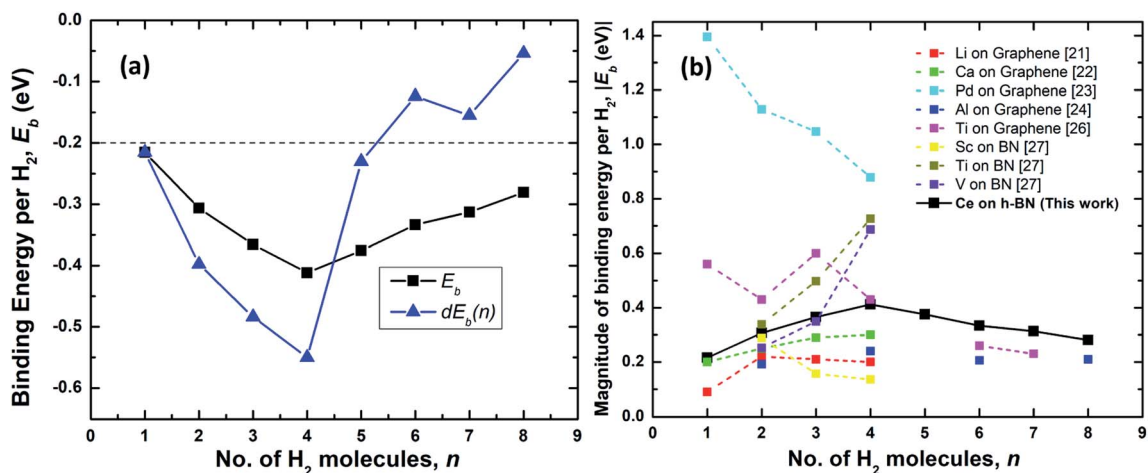 (a)
Binding Energy per H2, Eb (eV)
0.0
-0.1
-0.2
-0.3
-0.4
-0.5
-0.6
Eb
dEb(n)
0 1 2 3 4 5 6 7 8 9
No. of H2 molecules, n
(b)
Magnitude of binding energy per H2, |Eb (eV)|
1.4
1.2
1.0
0.8
0.6
0.4
0.2
0.0
Li on Graphene [21]
Ca on Graphene [22]
Pd on Graphene [23]
Al on Graphene [24]
Ti on Graphene [26]
Sc on BN [27]
Ti on BN [27]
V on BN [27]
Ce on h-BN (This work)
0 1 2 3 4 5 6 7 8 9
No. of H2 molecules, n